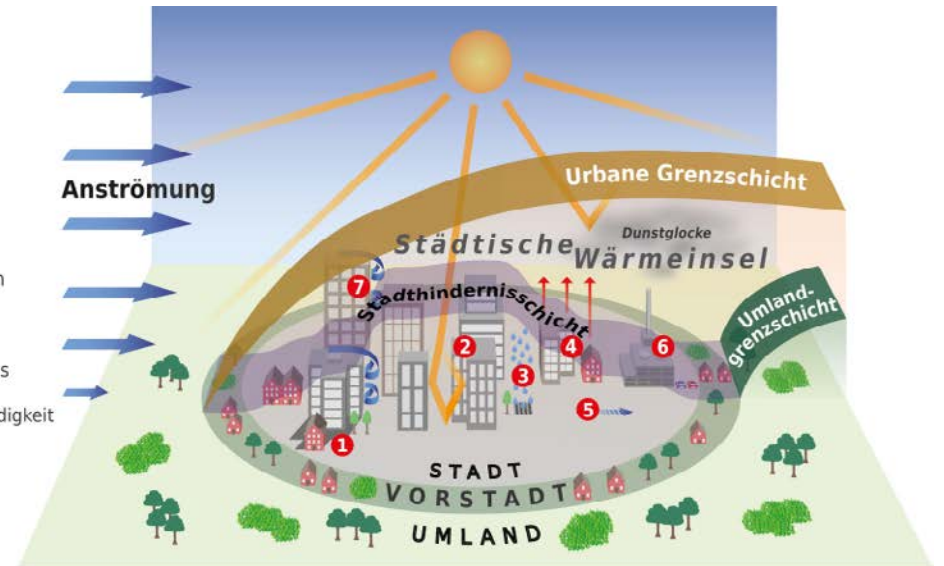 Anströmung
n
s
digkeit
Urbane Grenzschicht
Dunstglocke
Städtische
Wärmeinsel
Stadthindernisschicht
Umland-
grenzschicht
7
2
4
6
3
5
1
STADT
VORSTADT
UMLAND